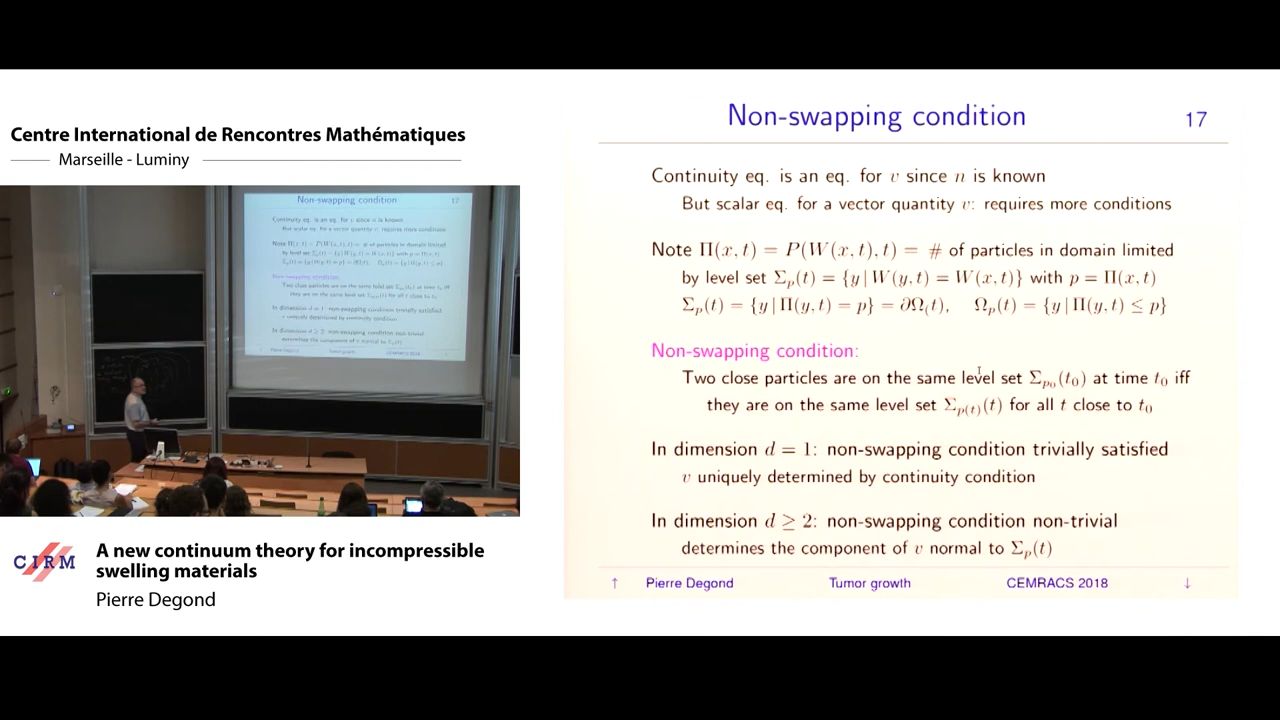 Centre International de Rencontres Mathématiques
Marseille - Luminy
Non-swapping condition 17
Continuity eq. is an eq. for v since n is known
But scalar eq. for a vector quantity v: requires more conditions
Note Π(x, t) = P(W(x, t), t) = # of particles in domain limited
by level set Σ_p(t) = {y | W(y, t) = W(x, t)} with p = Π(x, t)
Σ_p(t) = {y | Π(y, t) = p} = ∂Ω(t), Ω_p(t) = {y | Π(y, t) ≤ p}
Non-swapping condition:
Two close particles are on the same level set Σ_{p_0}(t_0) at time t_0 iff
they are on the same level set Σ_{p(t)}(t) for all t close to t_0
In dimension d = 1: non-swapping condition trivially satisfied
v uniquely determined by continuity condition
In dimension d ≥ 2: non-swapping condition non-trivial
determines the component of v normal to Σ_p(t)
↑ Pierre Degond Tumor growth CEMRACS 2018 ↓
CIRM
A new continuum theory for incompressible
swelling materials
Pierre Degond